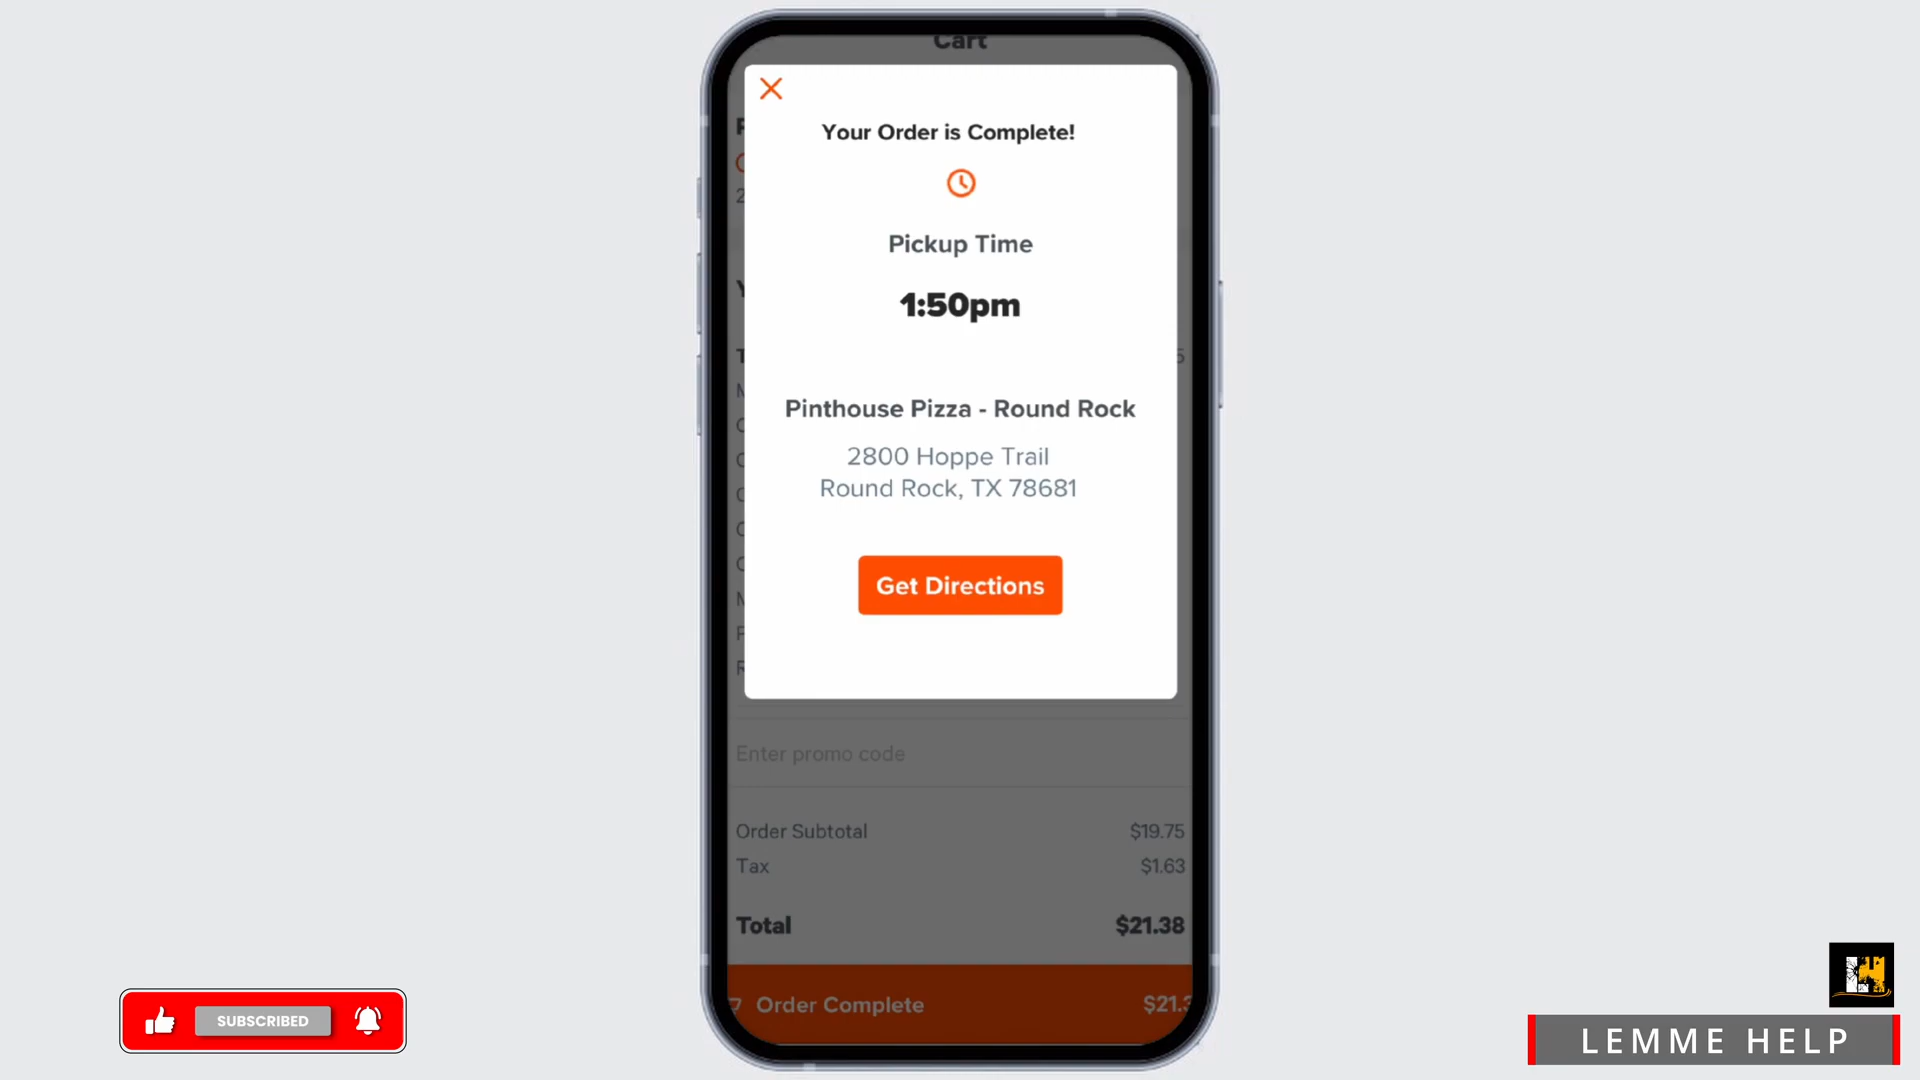 Cart
Your Order is Complete!
Pickup Time
1:50pm
Pinthouse Pizza - Round Rock
2800 Hoppe Trail
Round Rock, TX 78681
Get Directions
Enter promo code
Order Subtotal $19.75
Tax $1.63
Total $21.38
Order Complete $21.3
SUBSCRIBED
LEMME HELP